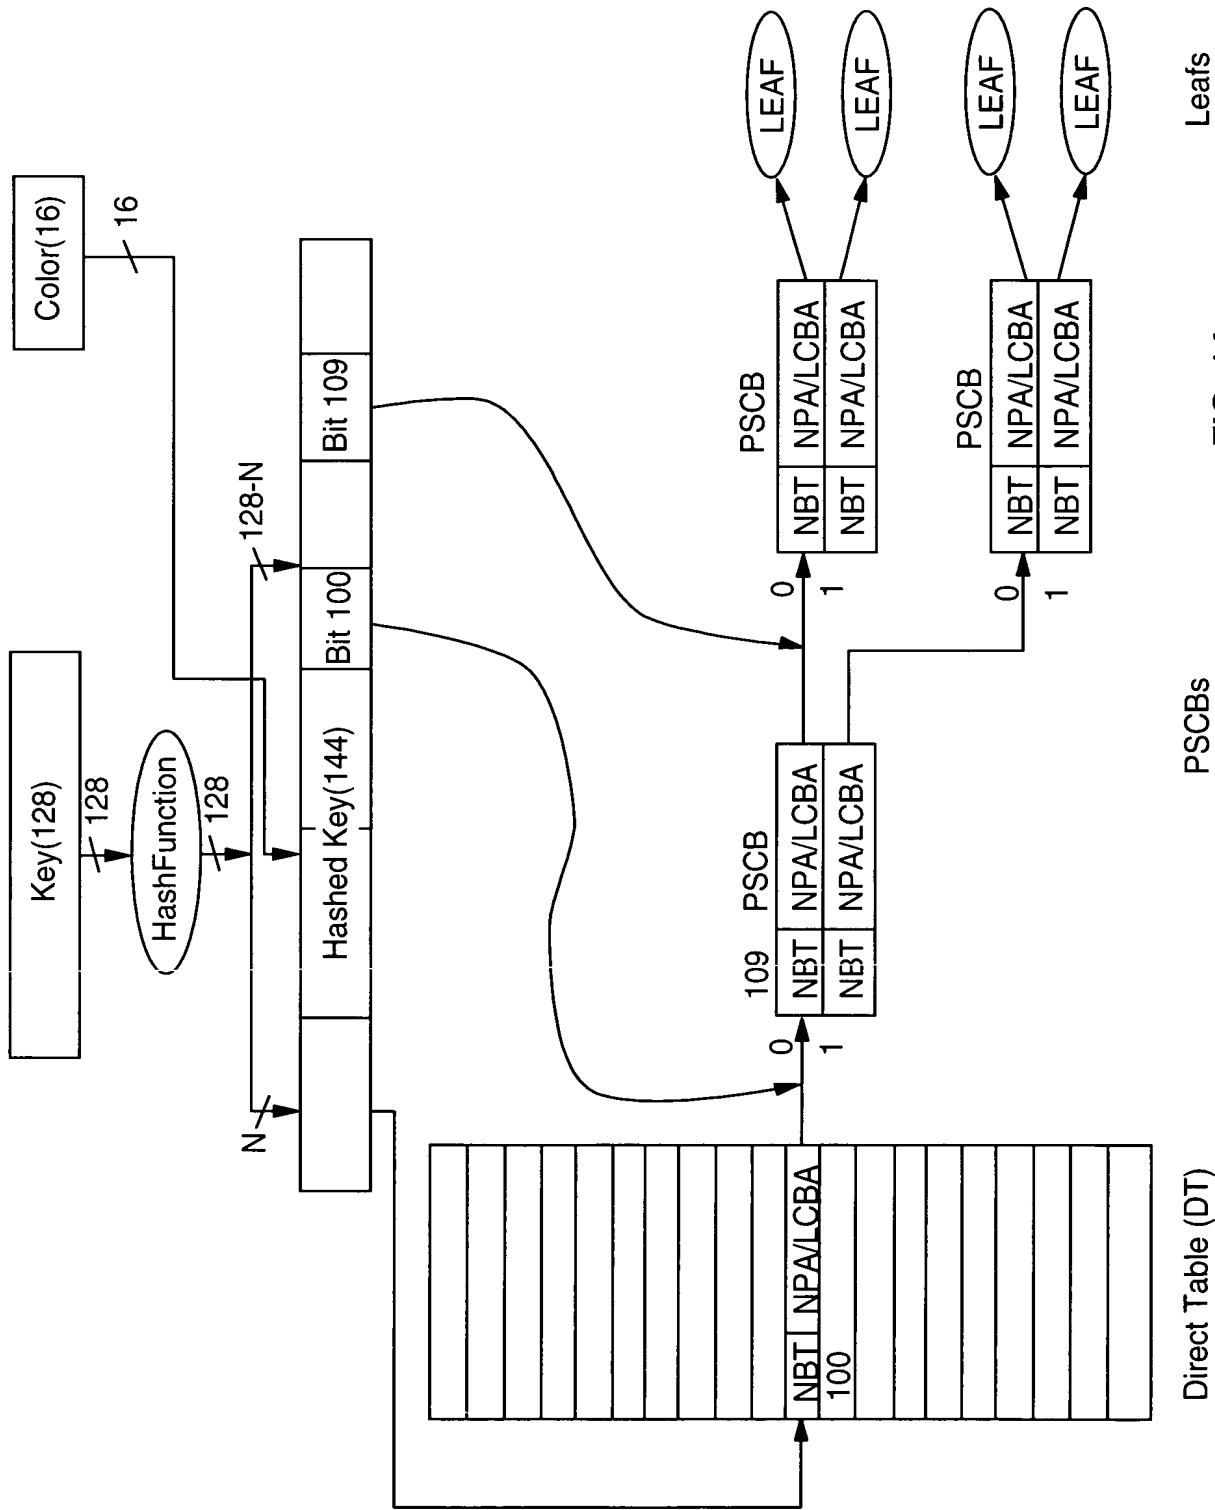 Key(128)
128
HashFunction
128
Color(16)
16
N
128-N
Hashed Key(144)
Bit 100
Bit 109
NBT
NPA/LCBA
100
0
1
109
PSCB
NBT
NPA/LCBA
NBT
NPA/LCBA
0
1
PSCB
NBT
NPA/LCBA
NBT
NPA/LCBA
LEAF
LEAF
0
1
PSCB
NBT
NPA/LCBA
NBT
NPA/LCBA
LEAF
LEAF
Direct Table (DT)
PSCBs
Leafs